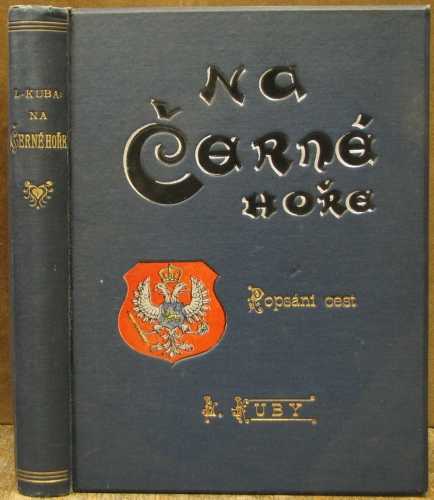 L. KUBA:
NA
ČERNÉ HOŘE
NA
ČERNÉ
HOŘE
Popsání cest
L. KUBY